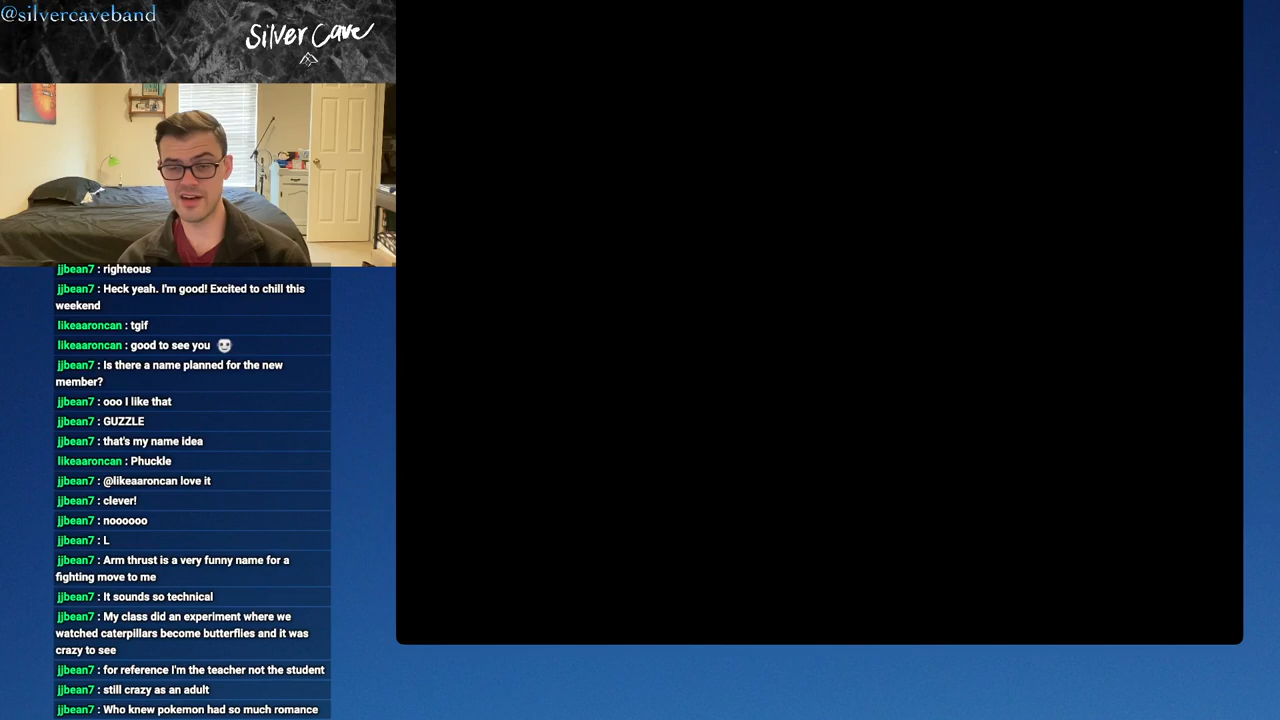 @silvercaveband
Silver Cave
jjbean7 : righteous
jjbean7 : Heck yeah. I'm good! Excited to chill this
weekend
likeaaroncan : tgif
likeaaroncan : good to see you
jjbean7 : Is there a name planned for the new
member?
jjbean7 : ooo I like that
jjbean7 : GUZZLE
jjbean7 : that's my name idea
likeaaroncan : Phuckle
jjbean7 : @likeaaroncan love it
jjbean7 : clever!
jjbean7 : noooooo
jjbean7 : L
jjbean7 : Arm thrust is a very funny name for a
fighting move to me
jjbean7 : It sounds so technical
jjbean7 : My class did an experiment where we
watched caterpillars become butterflies and it was
crazy to see
jjbean7 : for reference I'm the teacher not the student
jjbean7 : still crazy as an adult
jjbean7 : Who knew pokemon had so much romance